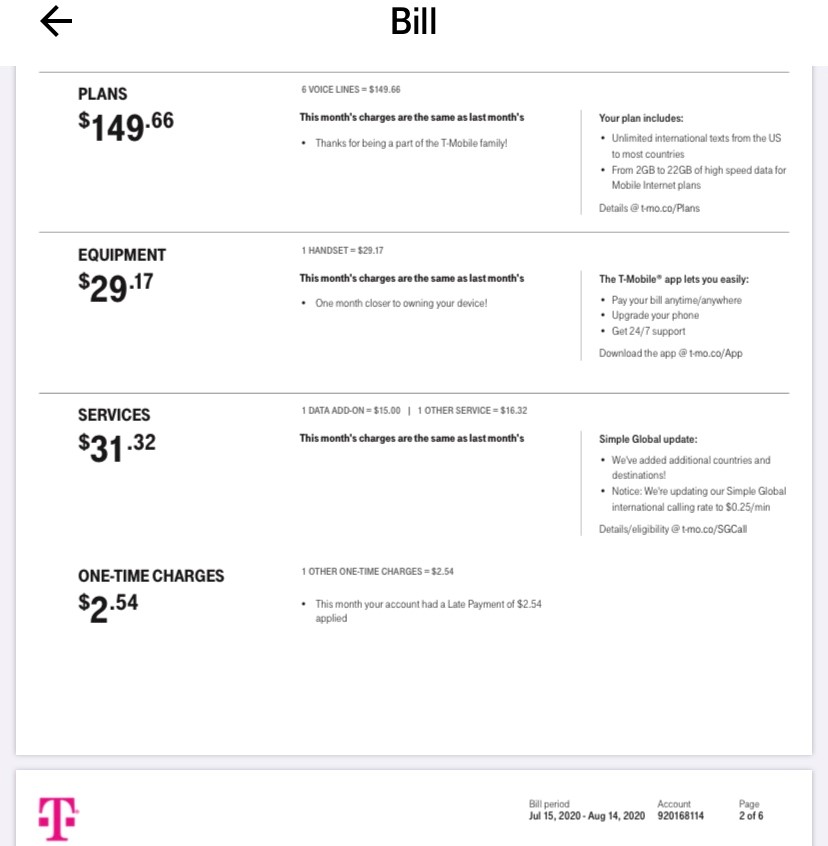 Bill
PLANS
$149.66
6 VOICE LINES = $149.66
This month's charges are the same as last month's
• Thanks for being a part of the T-Mobile family!
Your plan includes:
• Unlimited international texts from the US
to most countries
• From 2GB to 22GB of high speed data for
Mobile Internet plans
Details @ t-mo.co/Plans
EQUIPMENT
$29.17
1 HANDSET = $29.17
This month's charges are the same as last month's
• One month closer to owning your device!
The T-Mobile® app lets you easily:
• Pay your bill anytime/anywhere
• Upgrade your phone
• Get 24/7 support
Download the app @ t-mo.co/App
SERVICES
$31.32
1 DATA ADD-ON = $15.00 | 1 OTHER SERVICE = $16.32
This month's charges are the same as last month's
Simple Global update:
• We've added additional countries and
destinations!
• Notice: We're updating our Simple Global
international calling rate to $0.25/min
Details/eligibility @ t-mo.co/SGCall
ONE-TIME CHARGES
$2.54
1 OTHER ONE-TIME CHARGES = $2.54
• This month your account had a Late Payment of $2.54
applied
T
Bill period
Jul 15, 2020 - Aug 14, 2020
Account
920168114
Page
2 of 6